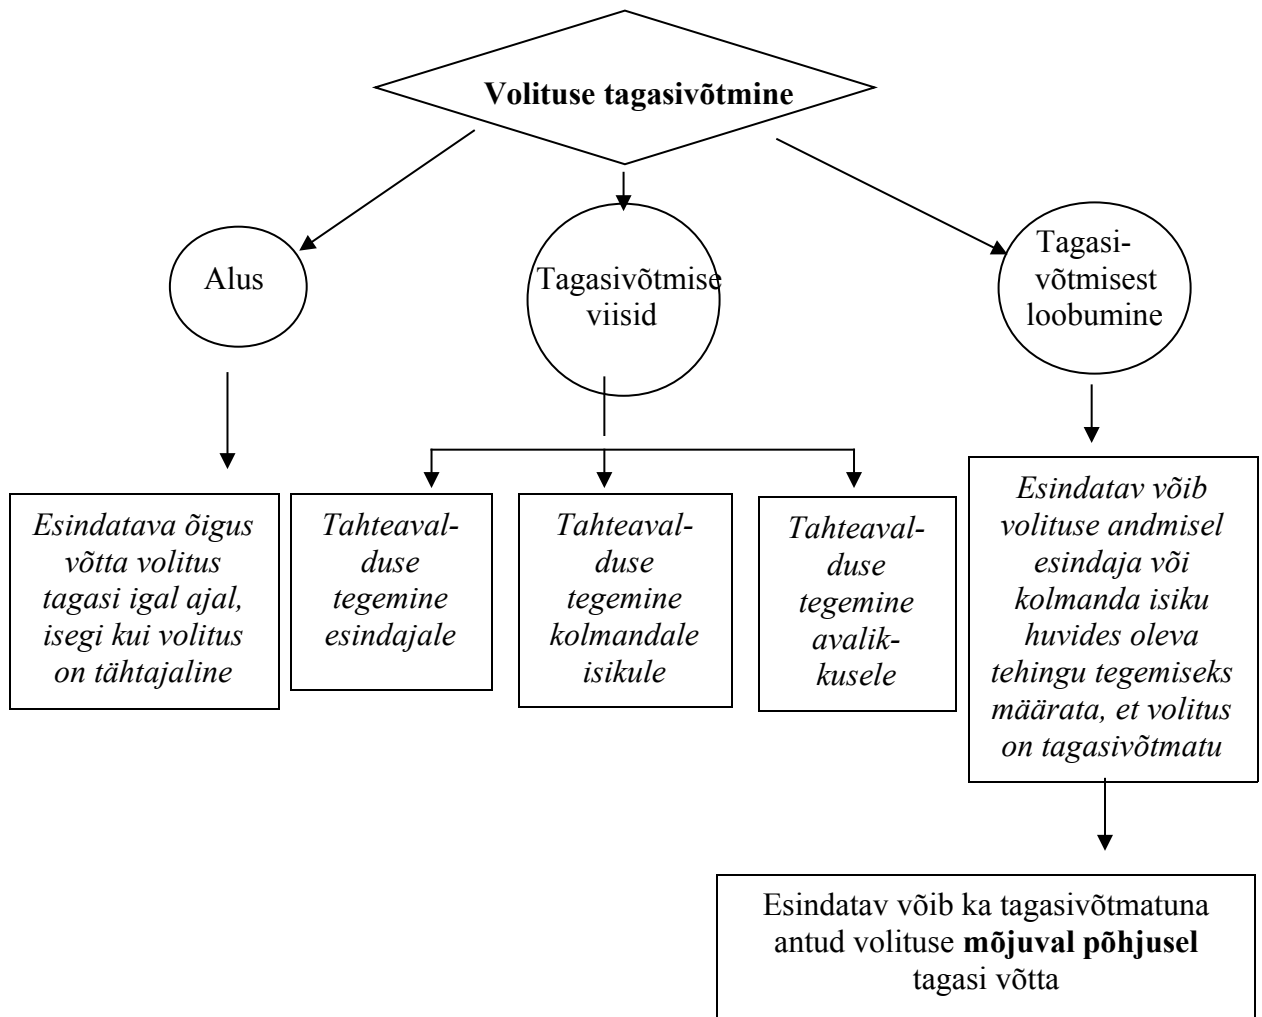 Volituse tagasivõtmine
Alus
Tagasivõtmise
viisid
Tagasi-
võtmisest
loobumine
Esindatava õigus
võtta volitus
tagasi igal ajal,
isegi kui volitus
on tähtajaline
Tahteaval-
duse
tegemine
esindajale
Tahteaval-
duse
tegemine
kolmandale
isikule
Tahteaval-
duse
tegemine
avalik-
kusele
Esindatav võib
volituse andmisel
esindaja või
kolmanda isiku
huvides oleva
tehingu tegemiseks
määrata, et volitus
on tagasivõtmatu
Esindatav võib ka tagasivõtmatuna
antud volituse mõjuval põhjusel
tagasi võtta